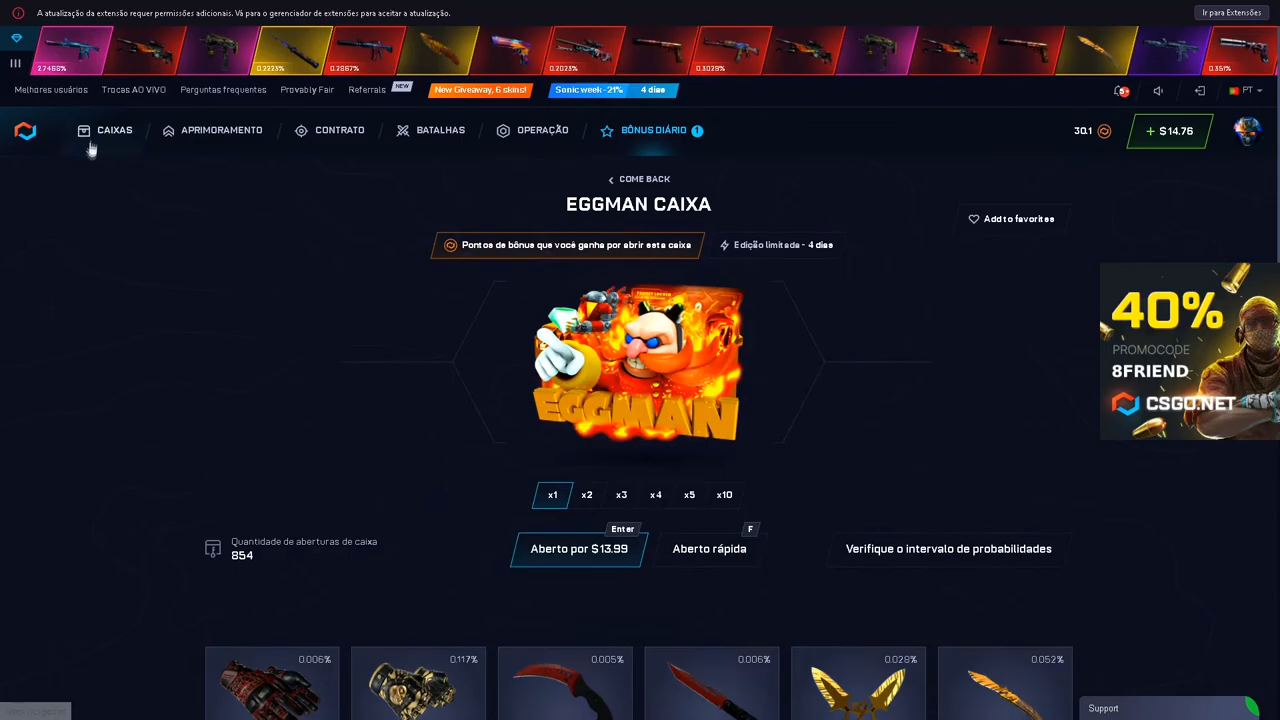 A atualização da extensão requer permissões adicionais. Vá para o gerenciador de extensões para aceitar a atualização.
Ir para Extensões
2.7468%
0.2223%
0.2867%
0.2023%
0.3029%
0.351%
Melhores usuários
Trocas AO VIVO
Perguntas frequentes
Provably Fair
Referrals
NEW
New Giveaway, 6 skins!
Sonic week -21%
4 dias
5+
PT
CAIXAS
APRIMORAMENTO
CONTRATO
BATALHAS
OPERAÇÃO
BÔNUS DIÁRIO
1
30.1
+ $ 14.76
COME BACK
EGGMAN CAIXA
Add to favorites
Pontos de bônus que você ganha por abrir esta caixa
Edição limitada - 4 dias
EGGMAN
40%
PROMOCODE
8FRIEND
CSGO.NET
x1
x2
x3
x4
x5
x10
Enter
F
Quantidade de aberturas de caixa
854
Aberto por $ 13.99
Aberto rápida
Verifique o intervalo de probabilidades
0.006%
0.117%
0.005%
0.006%
0.028%
0.052%
Support